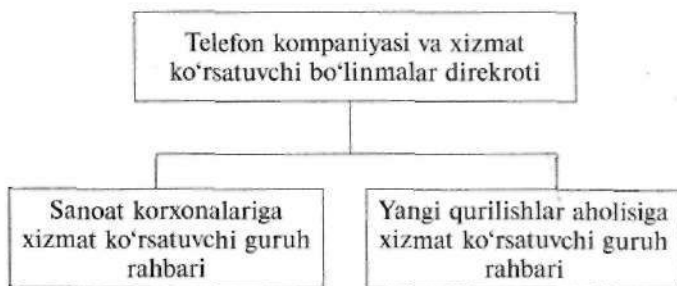 Telefon kompaniyasi va xizmat
ko‘rsatuvchi bo‘linmalar direkroti
Sanoat korxonalariga
xizmat ko‘rsatuvchi guruh
rahbari
Yangi qurilishlar aholisiga
xizmat ko‘rsatuvchi guruh
rahbari